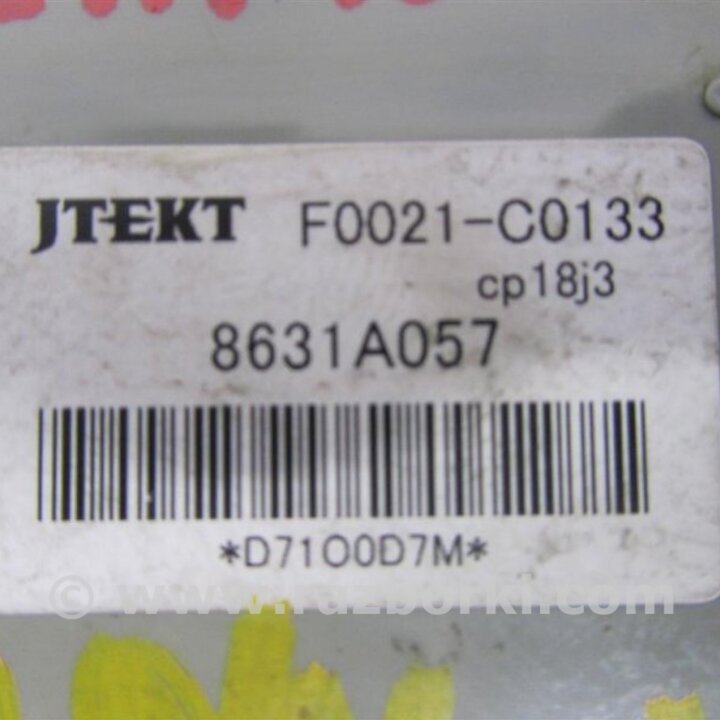 JTEKT F0021-C0133
cp18j3
8631A057
*D71O0D7M*
© www.razborki.com